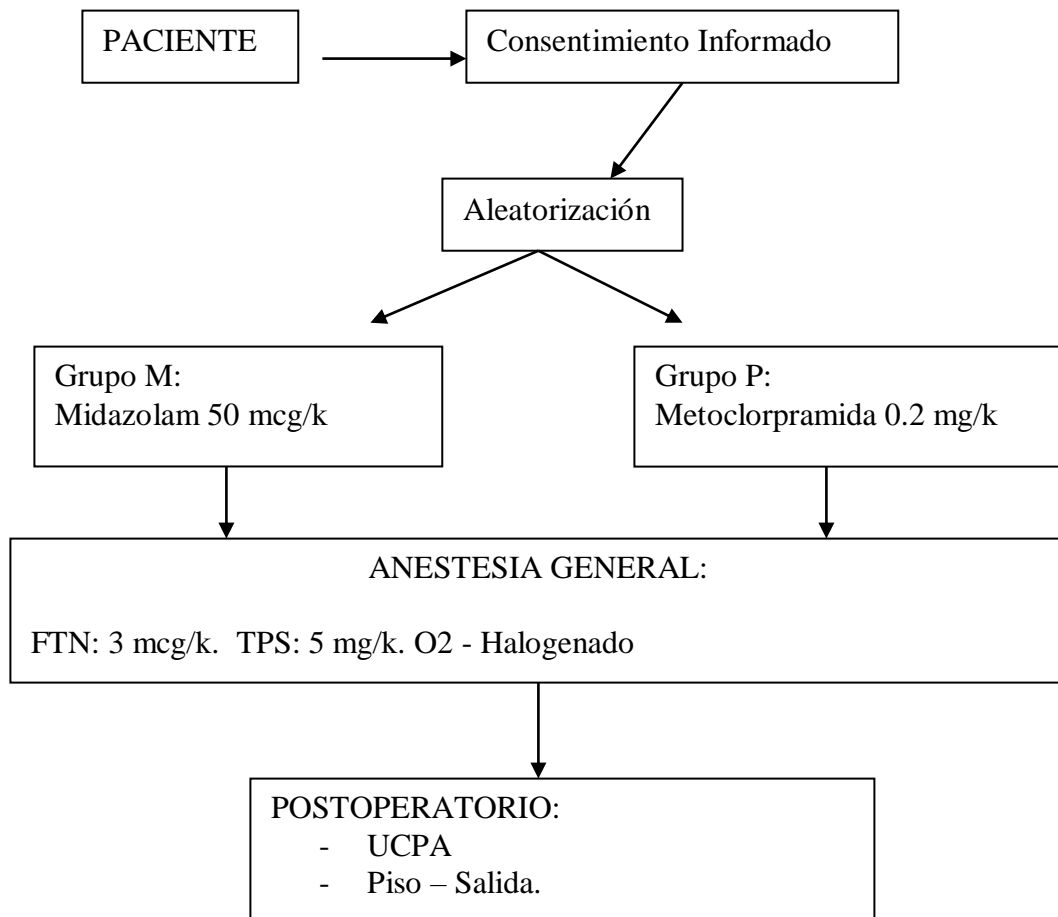 PACIENTE
Consentimiento Informado
Aleatorización
Grupo M:
Midazolam 50 mcg/k
Grupo P:
Metoclorpramida 0.2 mg/k
ANESTESIA GENERAL:
FTN: 3 mcg/k. TPS: 5 mg/k. O2 - Halogenado
POSTOPERATORIO:
- UCPA
- Piso – Salida.